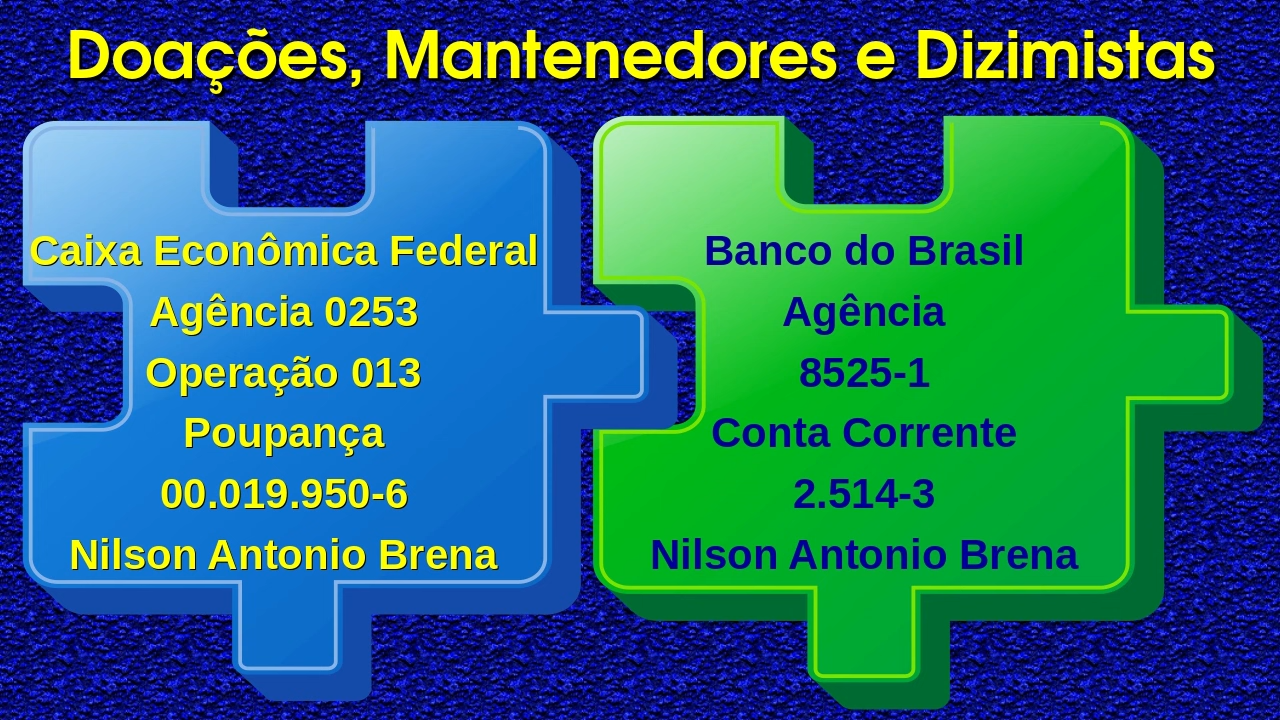 Doações, Mantenedores e Dizimistas
Caixa Econômica Federal
Agência 0253
Operação 013
Poupança
00.019.950-6
Nilson Antonio Brena
Banco do Brasil
Agência
8525-1
Conta Corrente
2.514-3
Nilson Antonio Brena